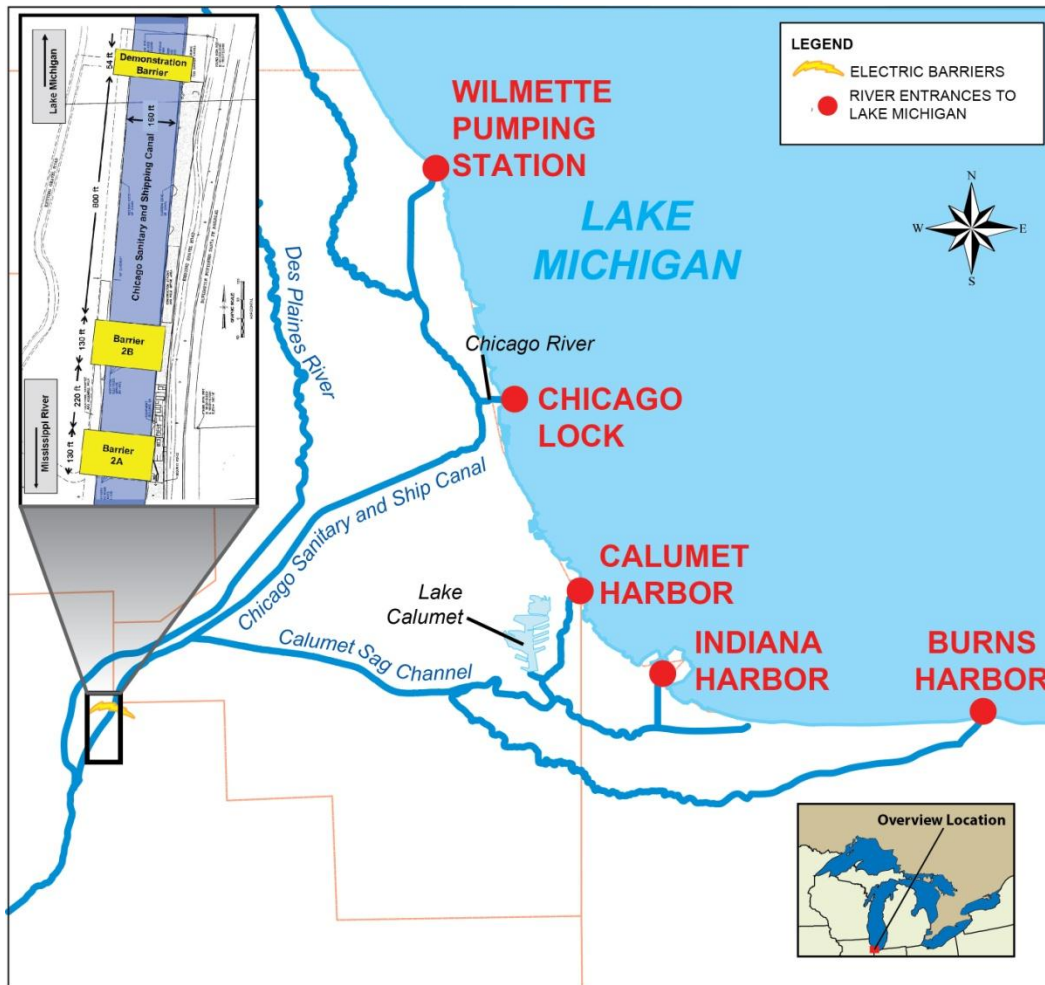 Lake Michigan
54 ft
Demonstration
Barrier
160 ft
800 ft
Chicago Sanitary and Shipping Canal
130 ft
Barrier
2B
220 ft
Mississippi River
130 ft
Barrier
2A
LEGEND
ELECTRIC BARRIERS
RIVER ENTRANCES TO
LAKE MICHIGAN
WILMETTE
PUMPING
STATION
LAKE
MICHIGAN
N
W
E
S
Des Plaines River
Chicago River
CHICAGO
LOCK
Chicago Sanitary and Ship Canal
CALUMET
HARBOR
Lake
Calumet
Calumet Sag Channel
INDIANA
HARBOR
BURNS
HARBOR
Overview Location